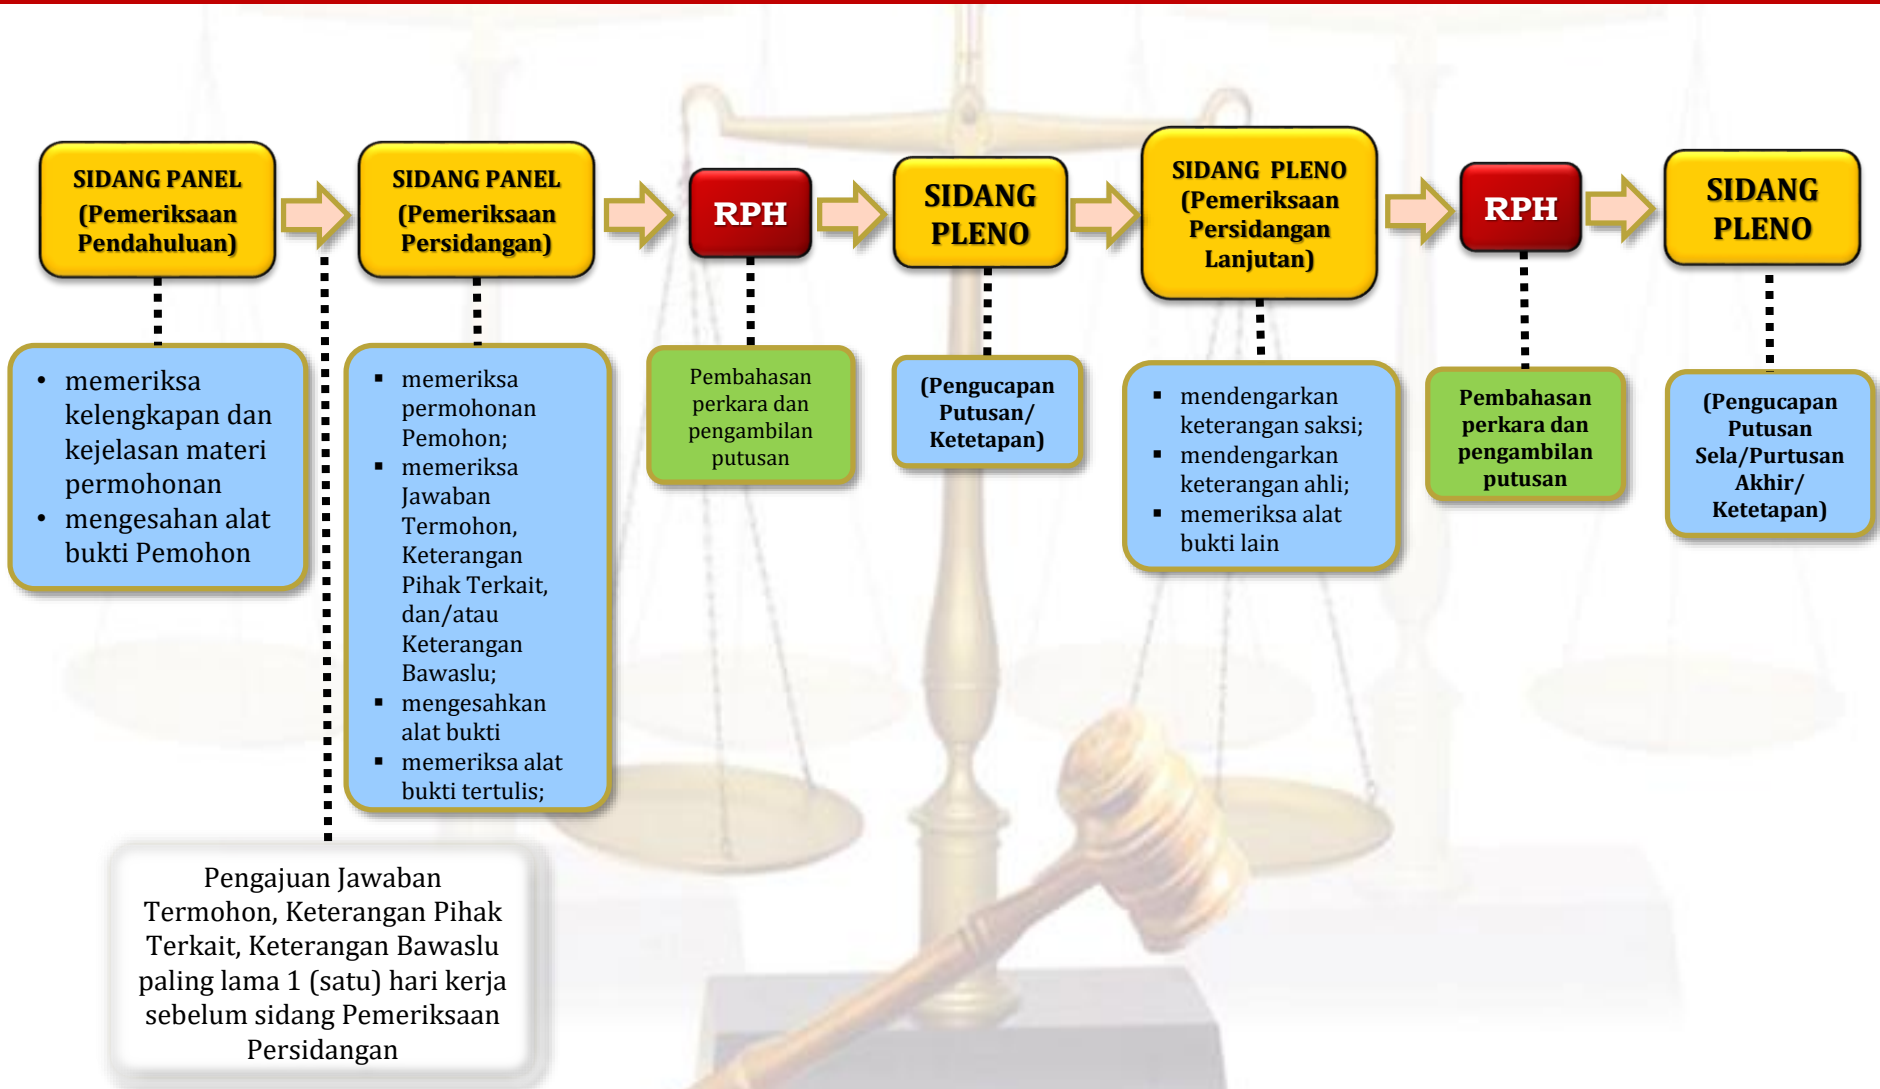 SIDANG PANEL
(Pemeriksaan
Pendahuluan)
SIDANG PANEL
(Pemeriksaan
Persidangan)
RPH
SIDANG
PLENO
SIDANG PLENO
(Pemeriksaan
Persidangan
Lanjutan)
RPH
SIDANG
PLENO
• memeriksa
kelengkapan dan
kejelasan materi
permohonan
• mengesahan alat
bukti Pemohon
▪ memeriksa
permohonan
Pemohon;
▪ memeriksa
Jawaban
Termohon,
Keterangan
Pihak Terkait,
dan/atau
Keterangan
Bawaslu;
▪ mengesahkan
alat bukti
▪ memeriksa alat
bukti tertulis;
Pembahasan
perkara dan
pengambilan
putusan
(Pengucapan
Putusan/
Ketetapan)
▪ mendengarkan
keterangan saksi;
▪ mendengarkan
keterangan ahli;
▪ memeriksa alat
bukti lain
Pembahasan
perkara dan
pengambilan
putusan
(Pengucapan
Putusan
Sela/Purtusan
Akhir/
Ketetapan)
Pengajuan Jawaban
Termohon, Keterangan Pihak
Terkait, Keterangan Bawaslu
paling lama 1 (satu) hari kerja
sebelum sidang Pemeriksaan
Persidangan